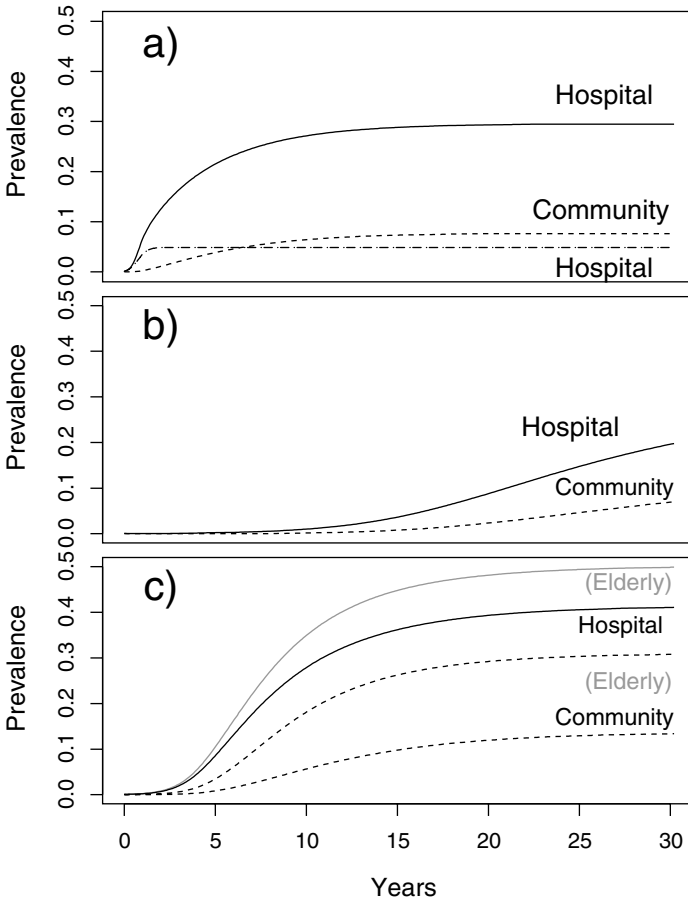 a)
Prevalence
0.5
0.4
0.3
0.2
0.1
0.0
Hospital
Community
Hospital
b)
Prevalence
0.5
0.4
0.3
0.2
0.1
0.0
Hospital
Community
c)
Prevalence
0.5
0.4
0.3
0.2
0.1
0.0
(Elderly)
Hospital
(Elderly)
Community
0 5 10 15 20 25 30
Years